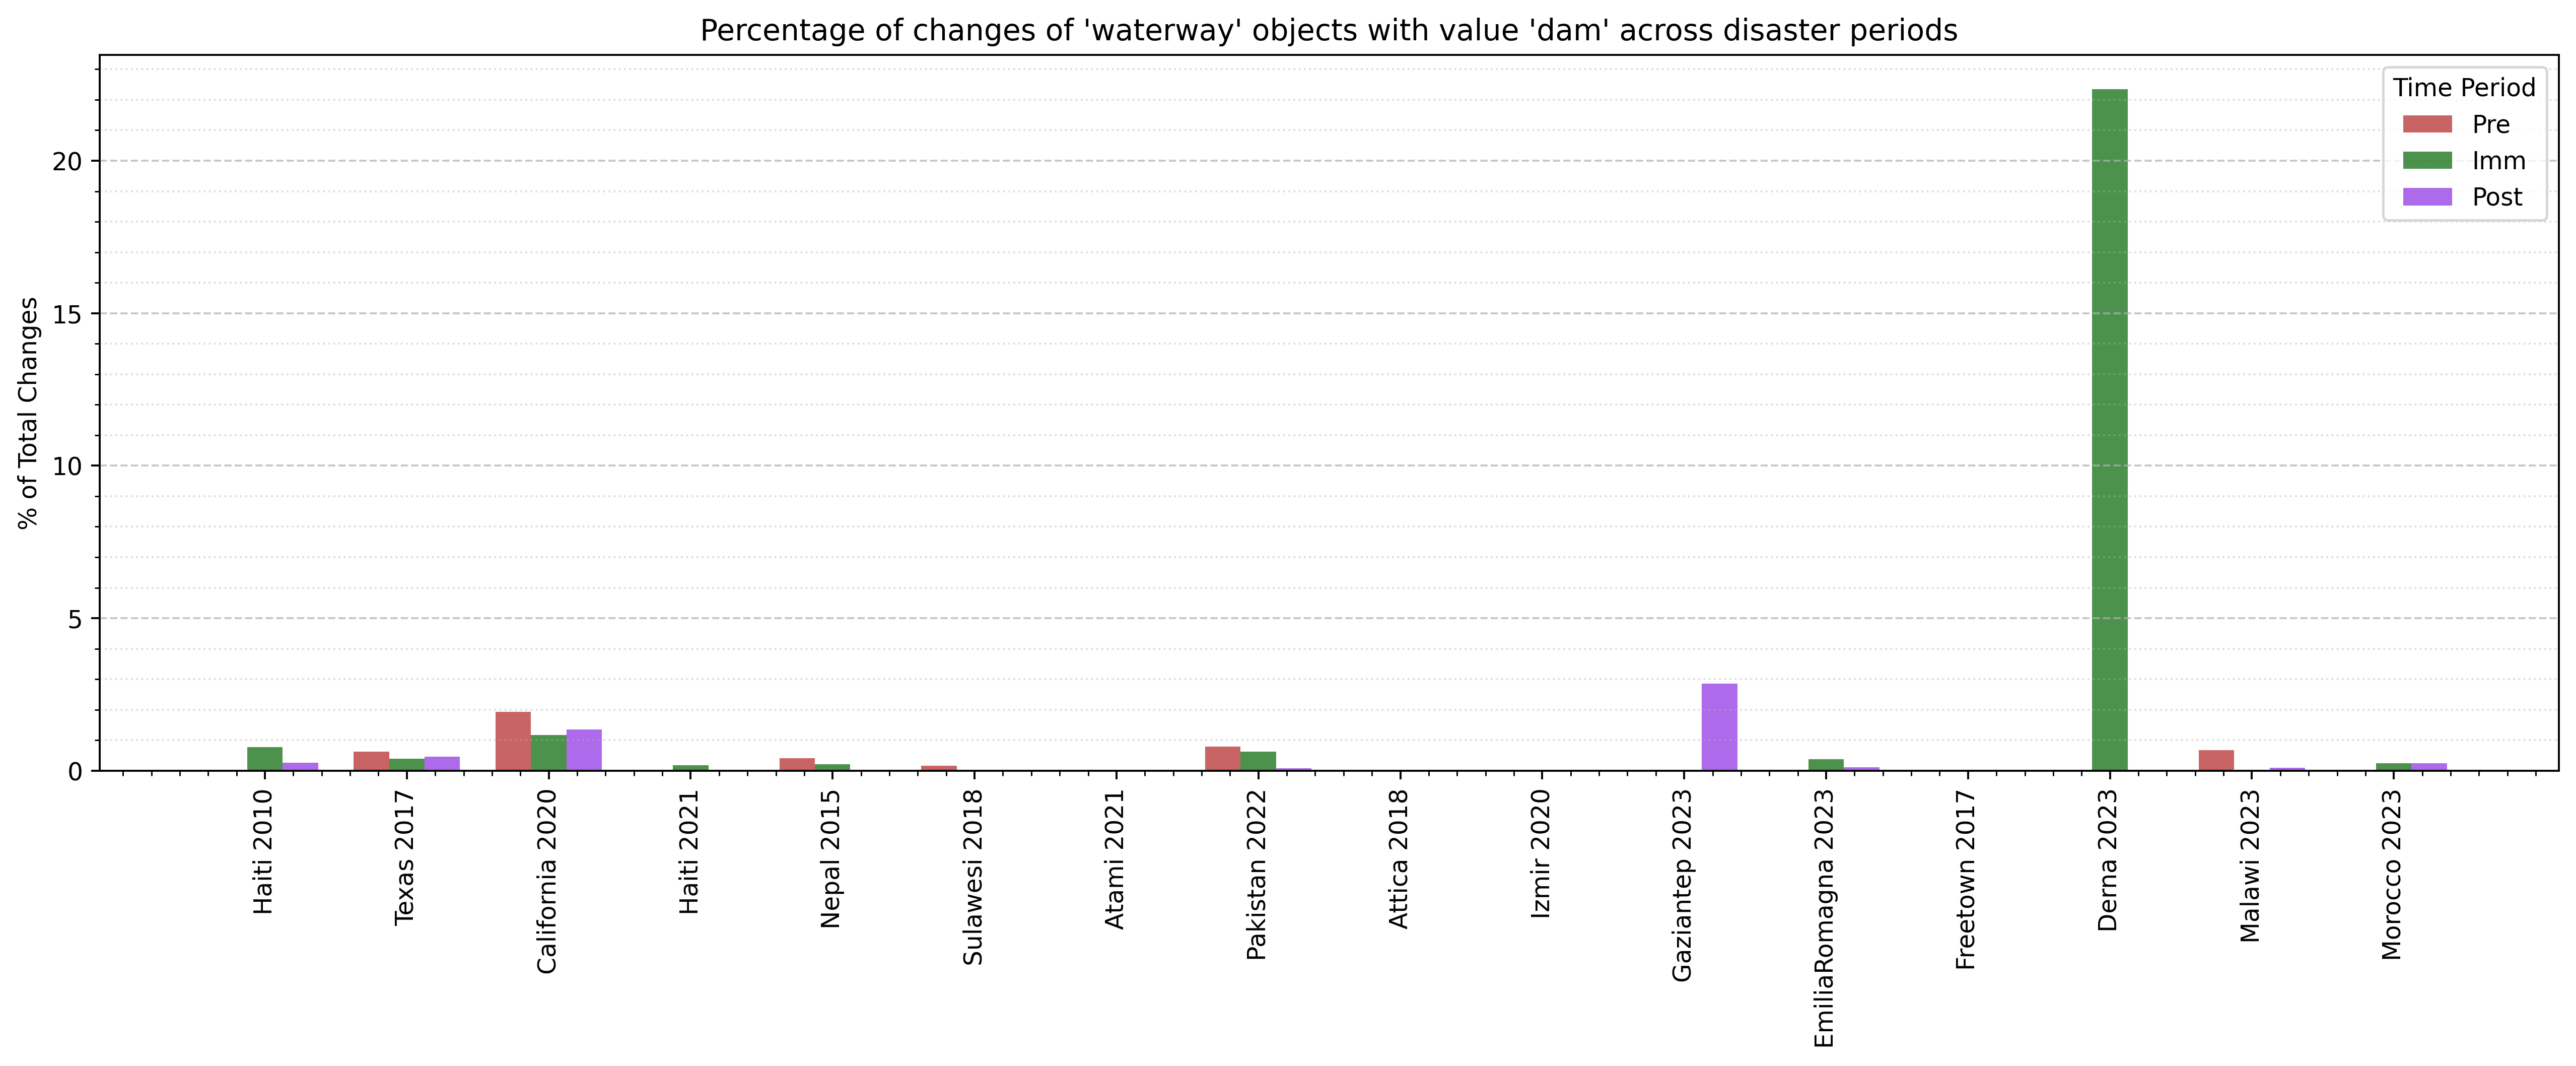 Percentage of changes of 'waterway' objects with value 'dam' across disaster periods
% of Total Changes
20
15
10
5
0
Time Period
Pre
Imm
Post
Haiti 2010
Texas 2017
California 2020
Haiti 2021
Nepal 2015
Sulawesi 2018
Atami 2021
Pakistan 2022
Attica 2018
Izmir 2020
Gaziantep 2023
EmiliaRomagna 2023
Freetown 2017
Derna 2023
Malawi 2023
Morocco 2023